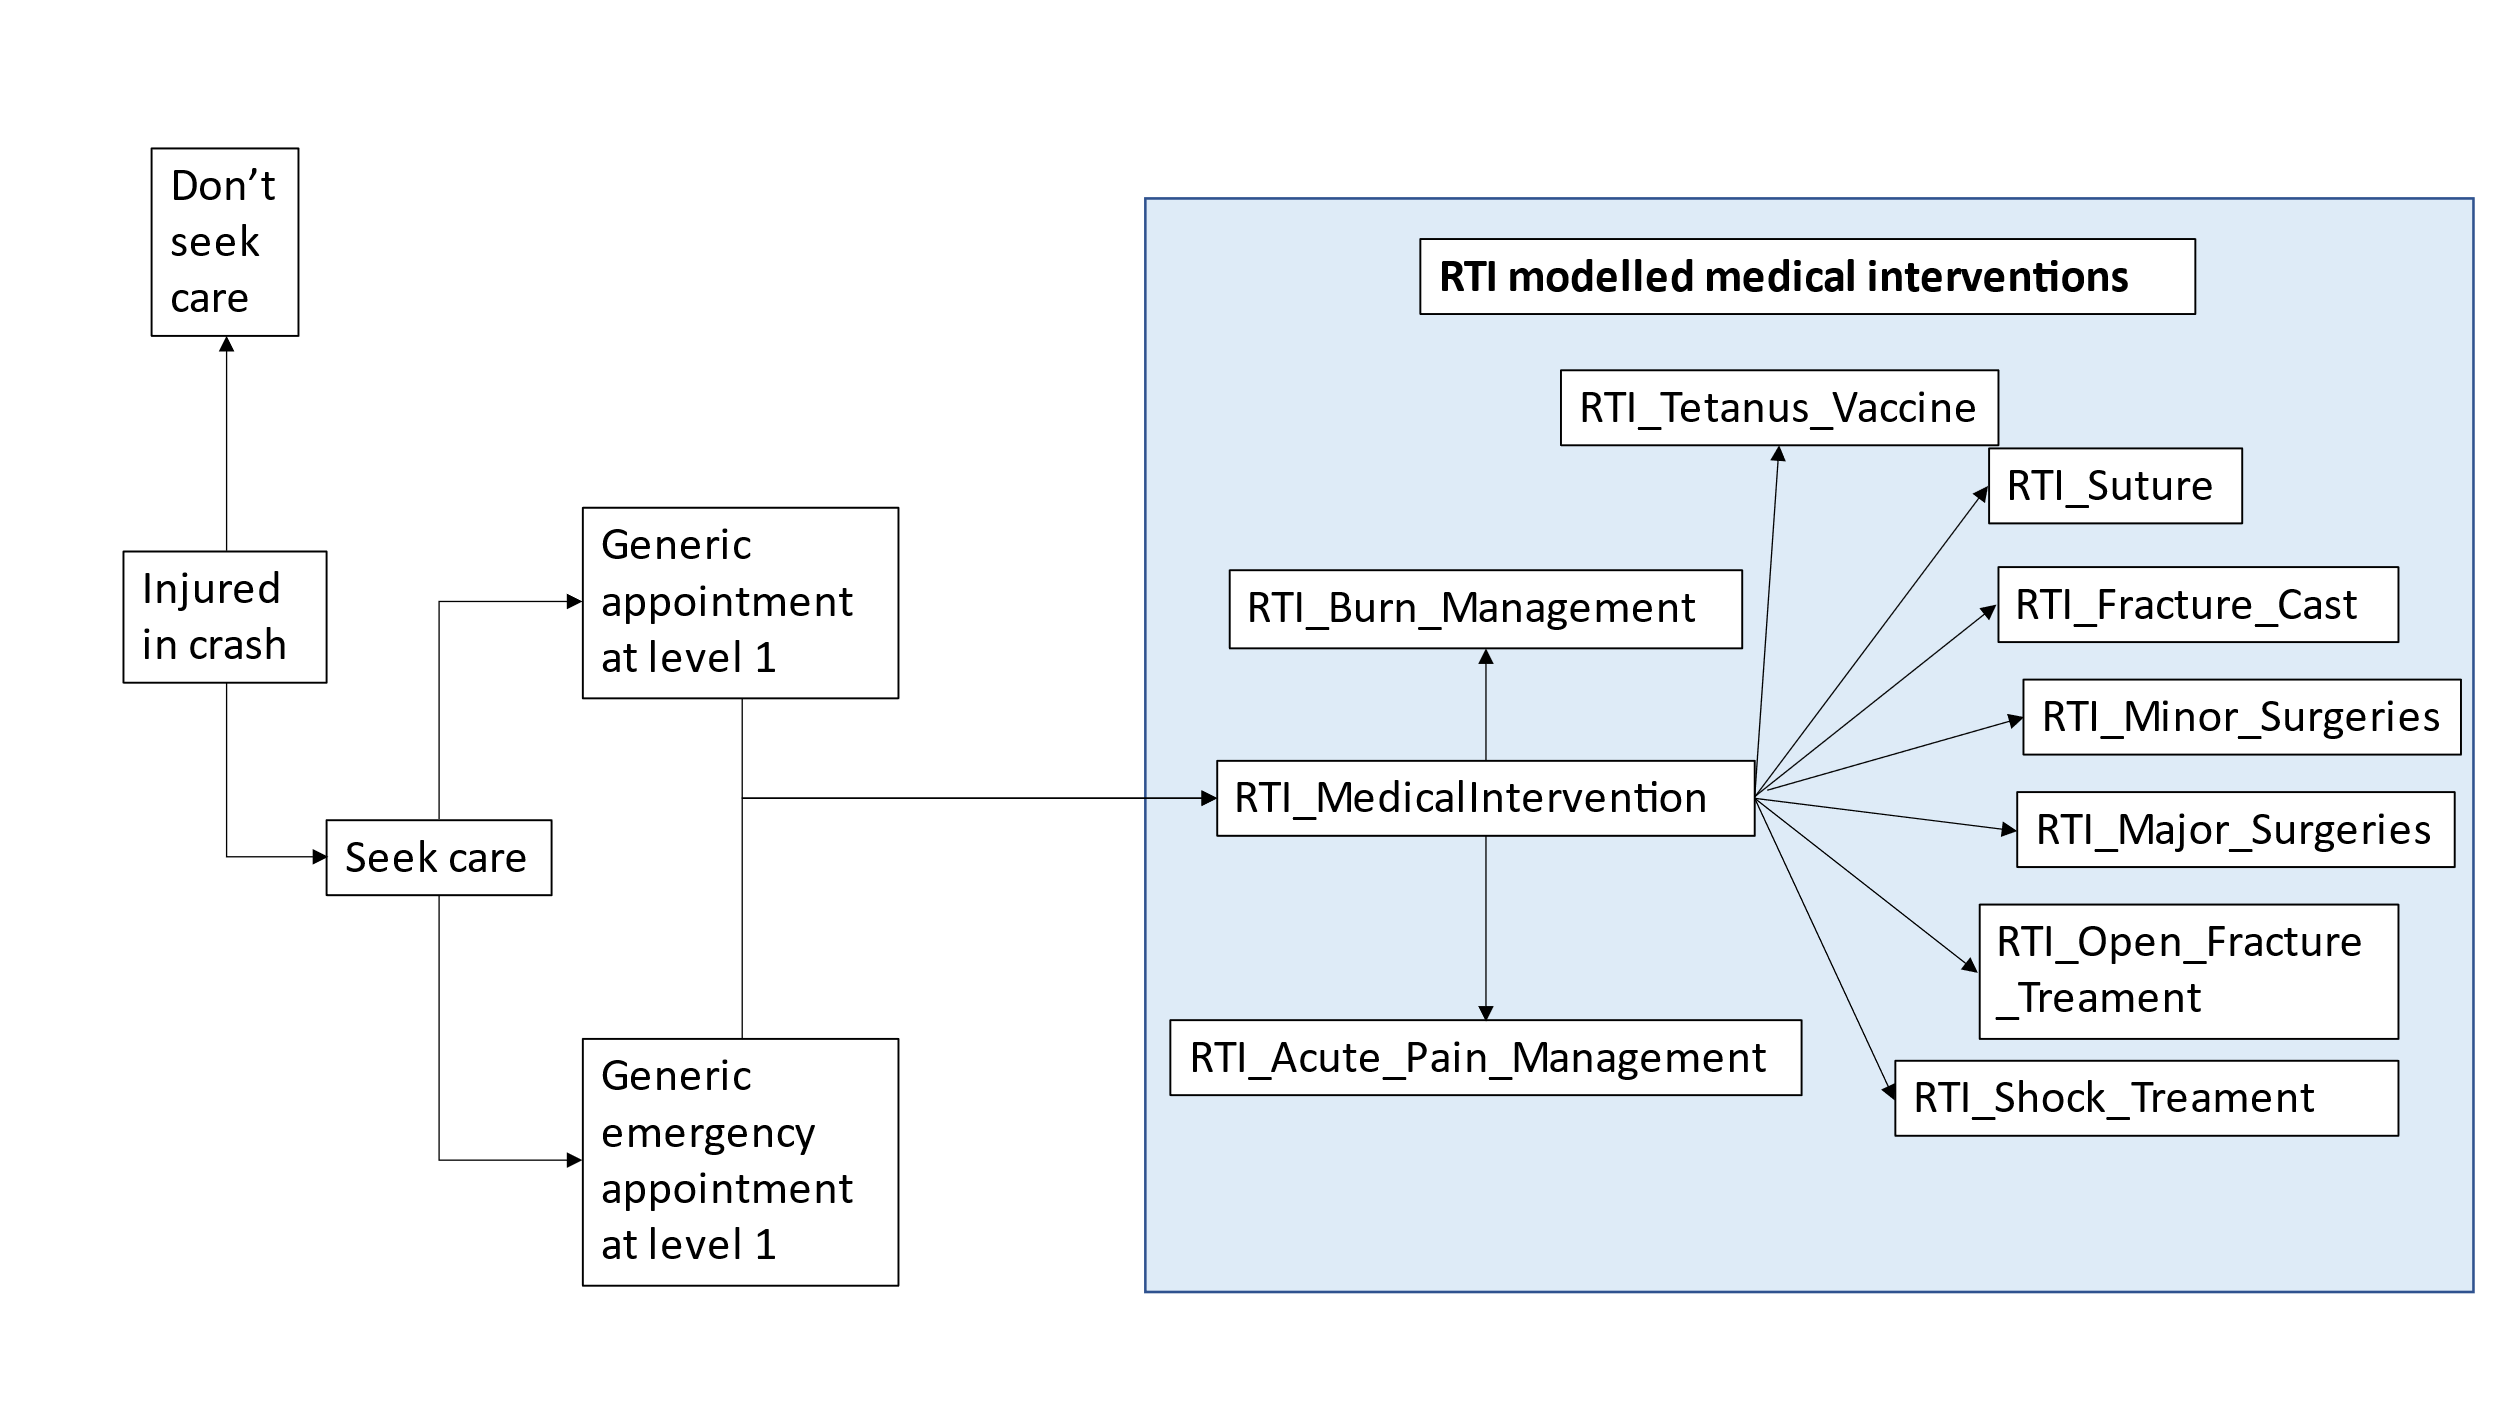 Don’t
seek
care
Injured
in crash
Seek care
Generic
appointment
at level 1
Generic
emergency
appointment
at level 1
RTI modelled medical interventions
RTI_Tetanus_Vaccine
RTI_Suture
RTI_Burn_Management
RTI_Fracture_Cast
RTI_Minor_Surgeries
RTI_MedicalIntervention
RTI_Major_Surgeries
RTI_Open_Fracture
_Treament
RTI_Acute_Pain_Management
RTI_Shock_Treament